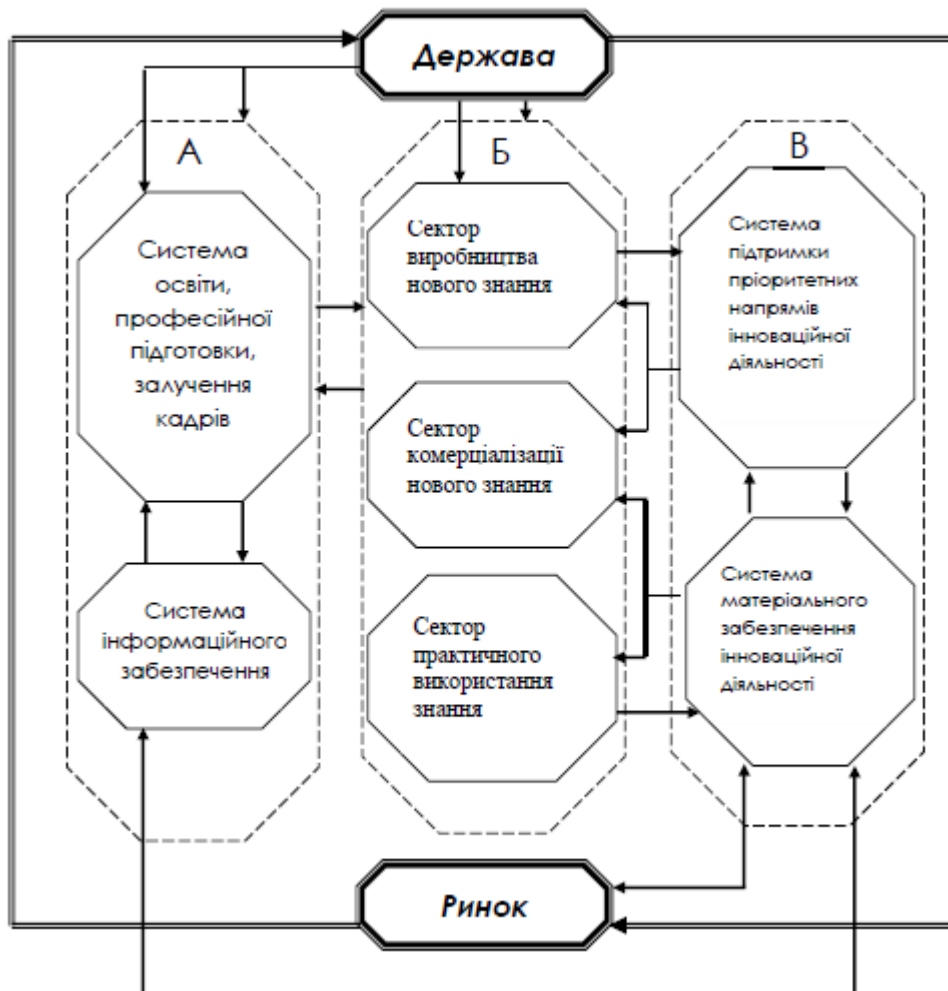 Держава
А
Система
освіти,
професійної
підготовки,
залучення
кадрів
Система
інформаційного
забезпечення
Б
Сектор
виробництва
нового знання
Сектор
комерціалізації
нового знання
Сектор
практичного
використання
знання
В
Система
підтримки
пріоритетних
напрямів
інноваційної
діяльності
Система
матеріального
забезпечення
інноваційної
діяльності
Ринок